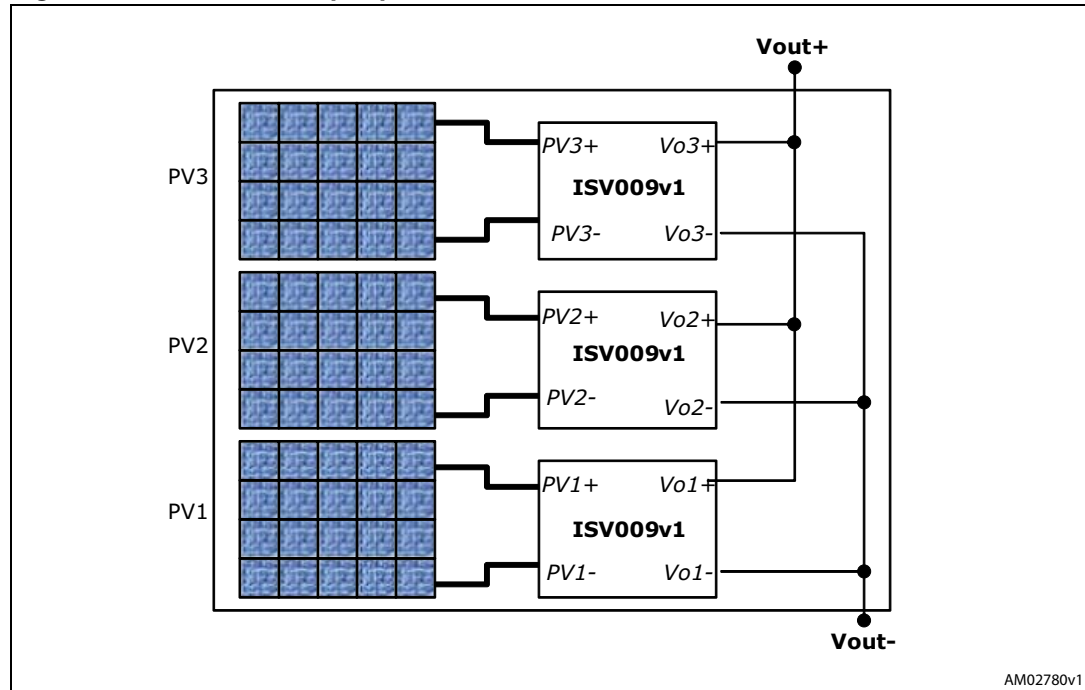 Vout+
PV3
PV3+ Vo3+
ISV009v1
PV3- Vo3-
PV2
PV2+ Vo2+
ISV009v1
PV2- Vo2-
PV1
PV1+ Vo1+
ISV009v1
PV1- Vo1-
Vout-
AM02780v1